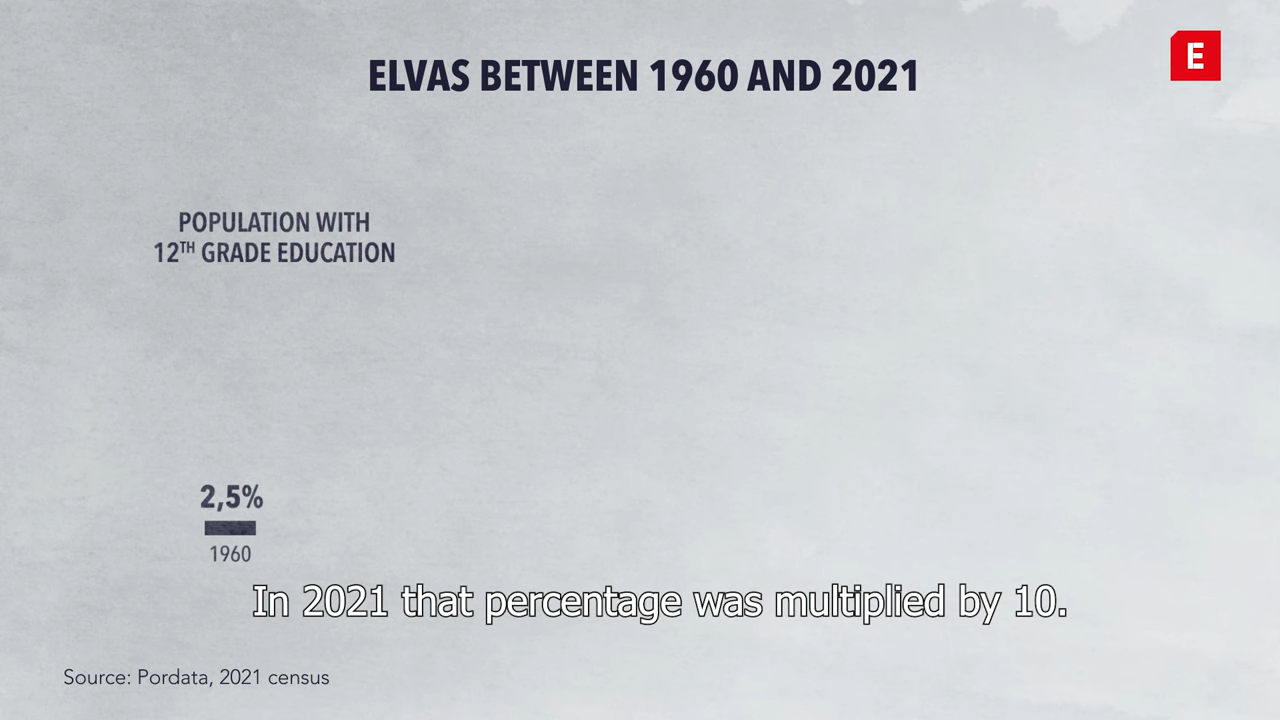 ELVAS BETWEEN 1960 AND 2021
E
POPULATION WITH
12TH GRADE EDUCATION
2,5%
1960
In 2021 that percentage was multiplied by 10.
Source: Pordata, 2021 census